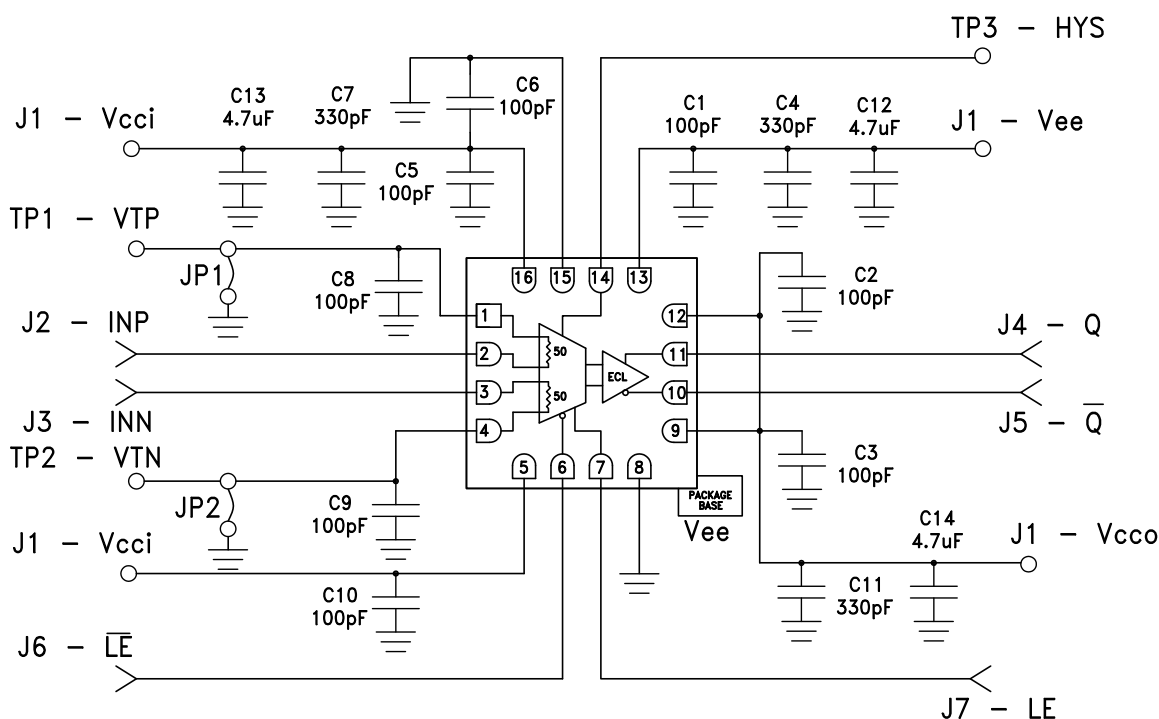 TP3 - HYS
C6
100pF
C13
4.7uF
C7
330pF
C1
100pF
C4
330pF
C12
4.7uF
J1 - Vcci
J1 - Vee
C5
100pF
TP1 - VTP
JP1
C8
100pF
16
15
14
13
C2
100pF
1
12
J2 - INP
J4 - Q
2
50
11
ECL
3
50
10
J3 - INN
J5 - Q̅
4
9
TP2 - VTN
5
6
7
8
C3
100pF
JP2
C9
100pF
PACKAGE
BASE
Vee
C14
4.7uF
J1 - Vcci
J1 - Vcco
C10
100pF
C11
330pF
J6 - L̅E̅
J7 - LE